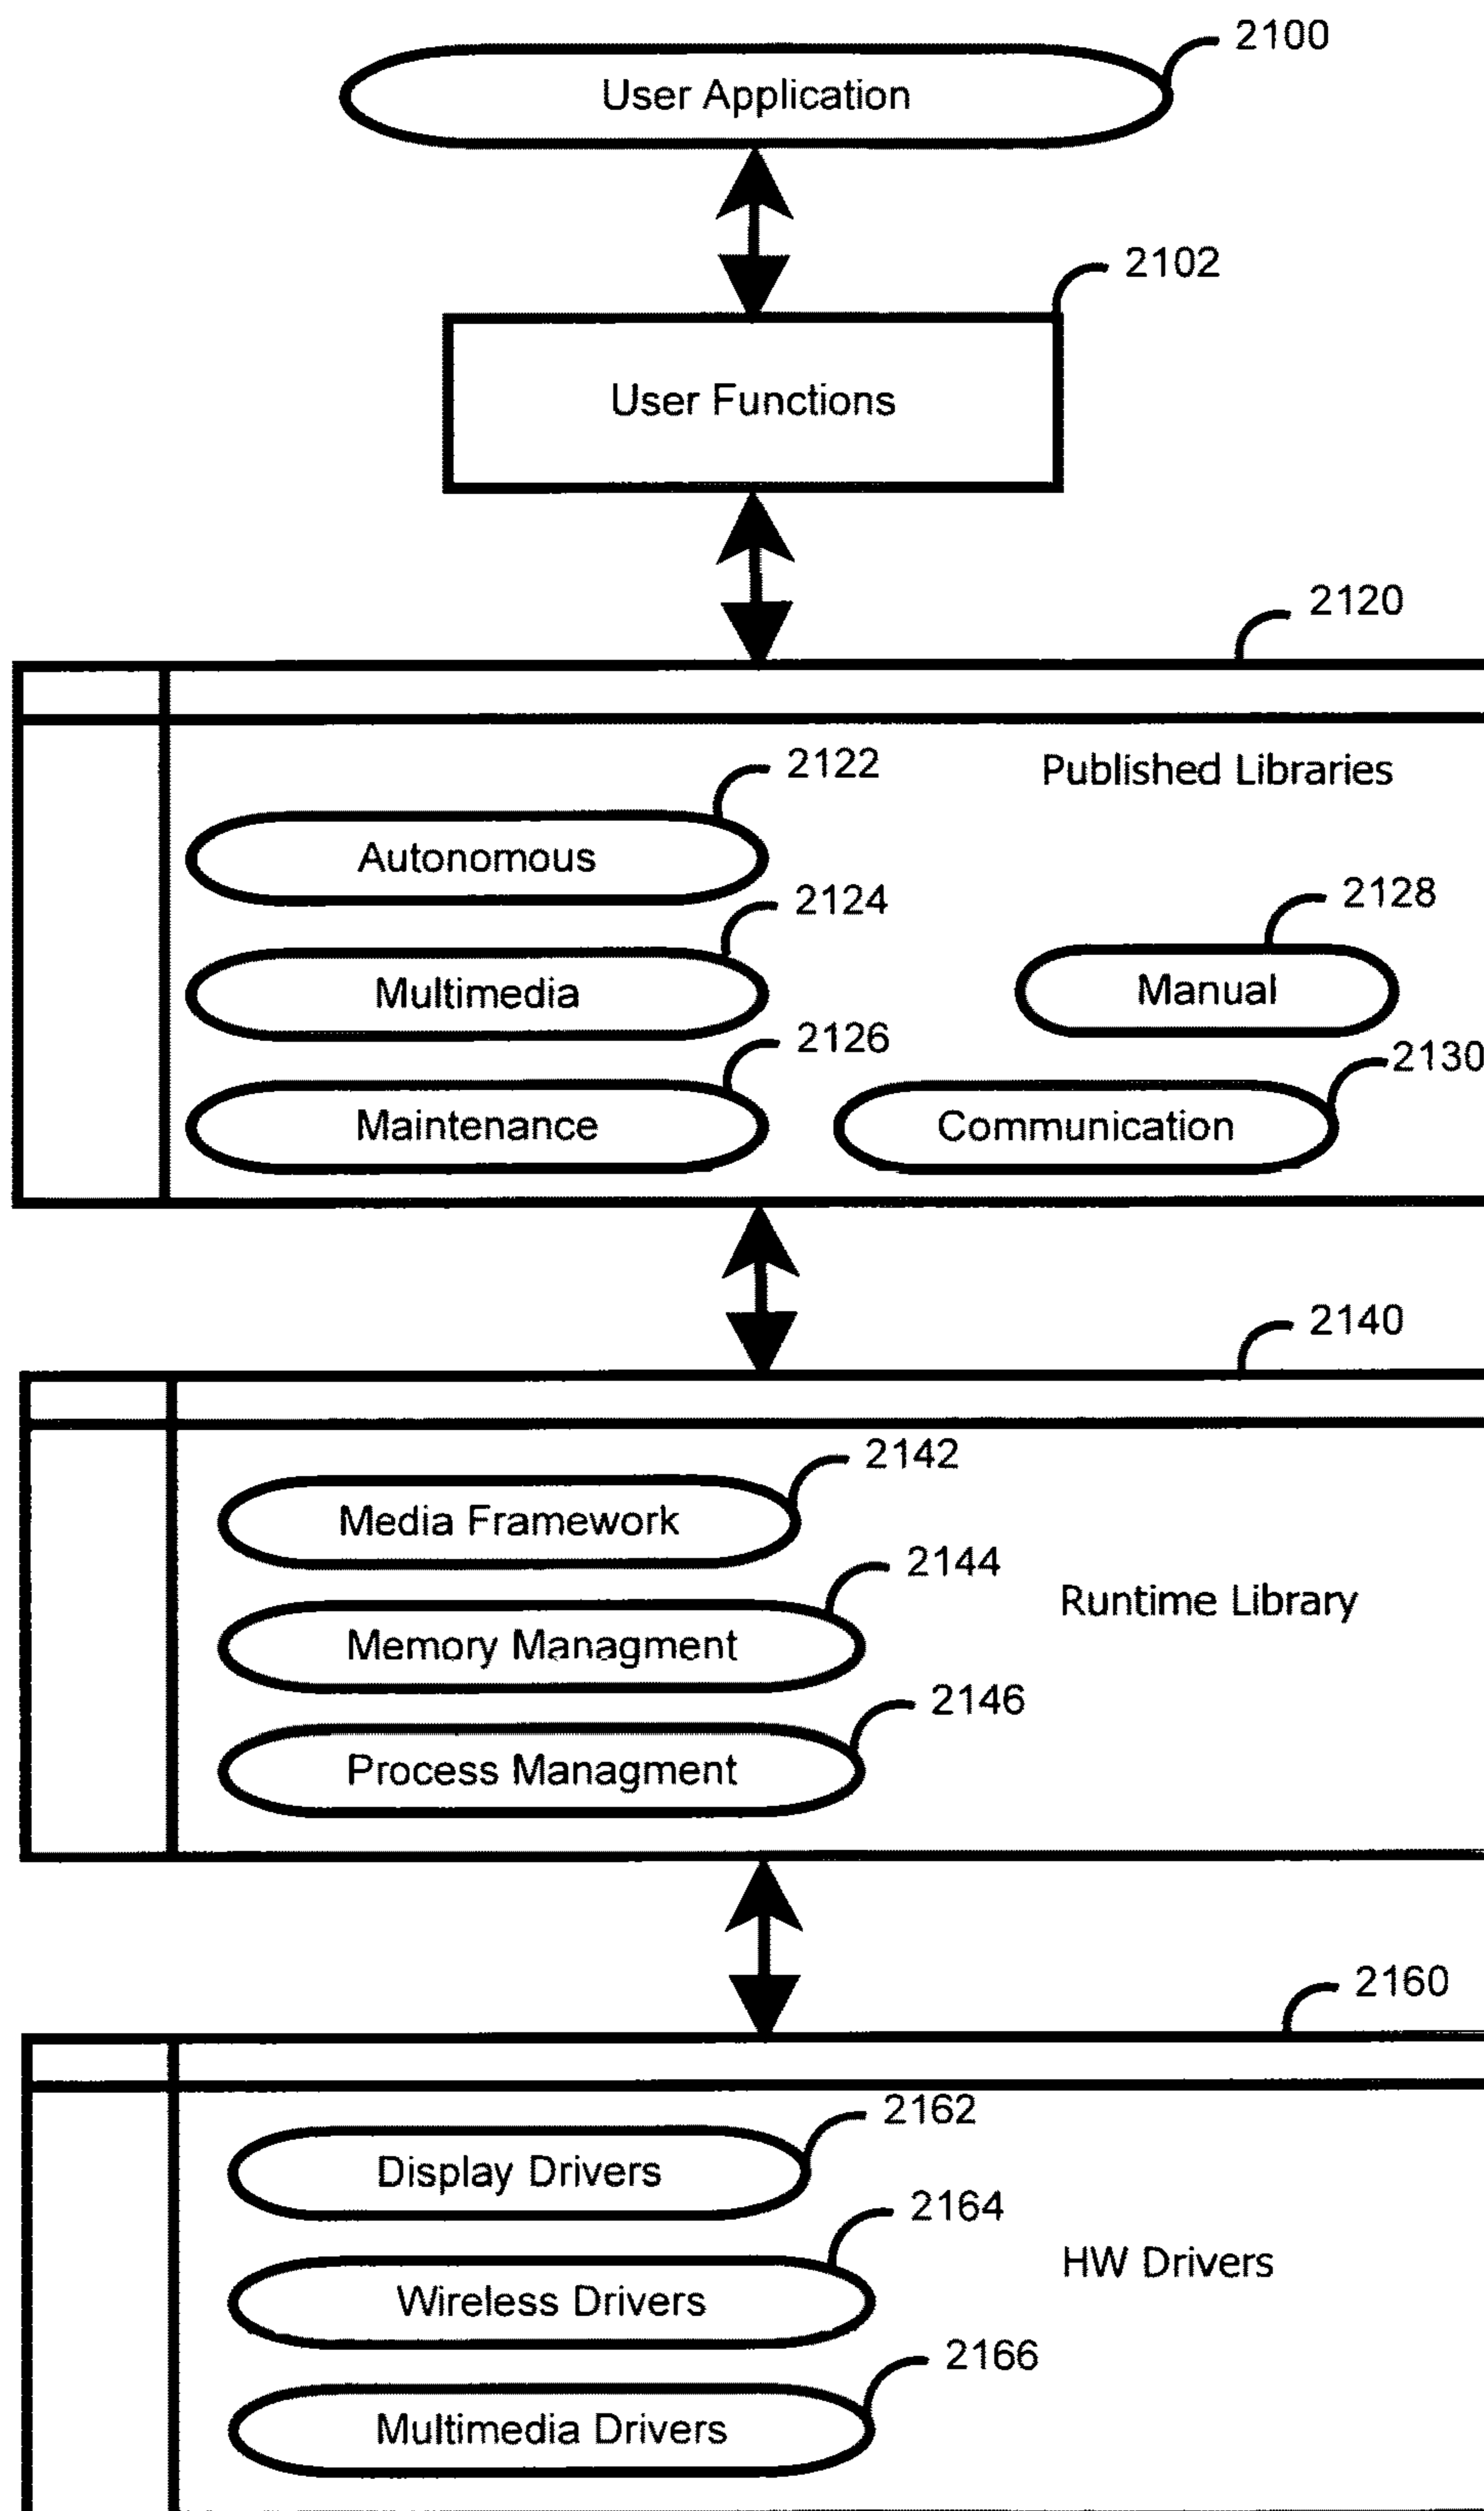 2100
User Application
2102
User Functions
2120
Published Libraries
2122
Autonomous
2124
Multimedia
2128
Manual
2126
Maintenance
2130
Communication
2140
2142
Media Framework
2144
Runtime Library
Memory Managment
2146
Process Managment
2160
2162
Display Drivers
2164
HW Drivers
Wireless Drivers
2166
Multimedia Drivers